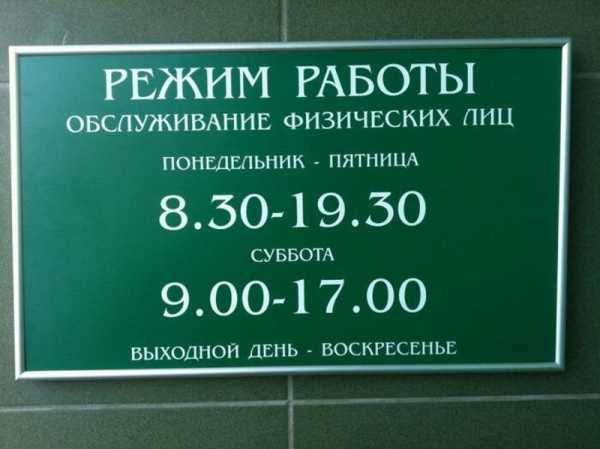 РЕЖИМ РАБОТЫ
ОБСЛУЖИВАНИЕ ФИЗИЧЕСКИХ ЛИЦ
ПОНЕДЕЛЬНИК - ПЯТНИЦА
8.30-19.30
СУББОТА
9.00-17.00
ВЫХОДНОЙ ДЕНЬ - ВОСКРЕСЕНЬЕ